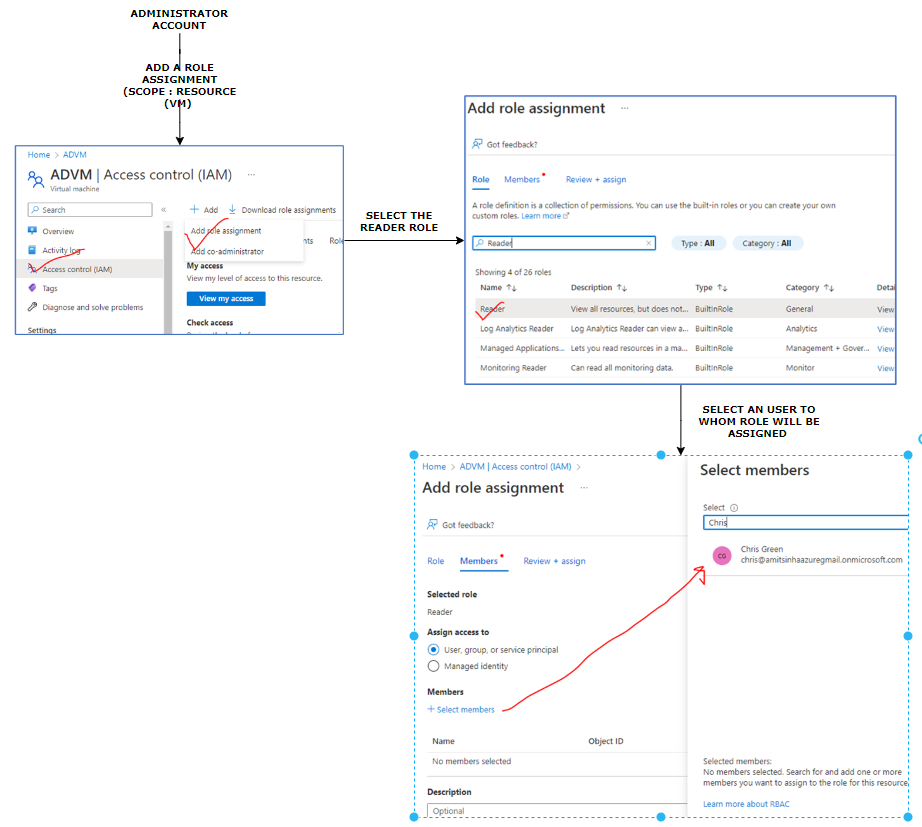 ADMINISTRATOR
ACCOUNT
ADD A ROLE
ASSIGNMENT
(SCOPE : RESOURCE
(VM)
Home > ADVM
ADVM | Access control (IAM) ...
Virtual machine
Search
«
+ Add
Download role assignments
Overview
Activity log
Access control (IAM)
Tags
Diagnose and solve problems
Settings
Add role assignment
Add co-administrator
nts
Role
My access
View my level of access to this resource.
View my access
Check access
SELECT THE
READER ROLE
Add role assignment ...
Got feedback?
Role Members Review + assign
A role definition is a collection of permissions. You can use the built-in roles or you can create your own
custom roles. Learn more
Reader × Type : All Category : All
Showing 4 of 26 roles
Name ↑↓ Description ↑↓ Type ↑↓ Category ↑↓ Detai
Reader View all resources, but does not... BuiltInRole General View
Log Analytics Reader Log Analytics Reader can view a... BuiltInRole Analytics View
Managed Applications... Lets you read resources in a ma... BuiltInRole Management + Gover... View
Monitoring Reader Can read all monitoring data. BuiltInRole Monitor View
SELECT AN USER TO
WHOM ROLE WILL BE
ASSIGNED
Home > ADVM | Access control (IAM) >
Add role assignment ...
Got feedback?
Role Members Review + assign
Selected role
Reader
Assign access to
User, group, or service principal
Managed identity
Members
+ Select members
Name Object ID
No members selected
Description
Optional
Select members
Select
Chris
CG
Chris Green
chris@amitsinhaazuregmail.onmicrosoft.com
Selected members:
No members selected. Search for and add one or more
members you want to assign to the role for this resource.
Learn more about RBAC